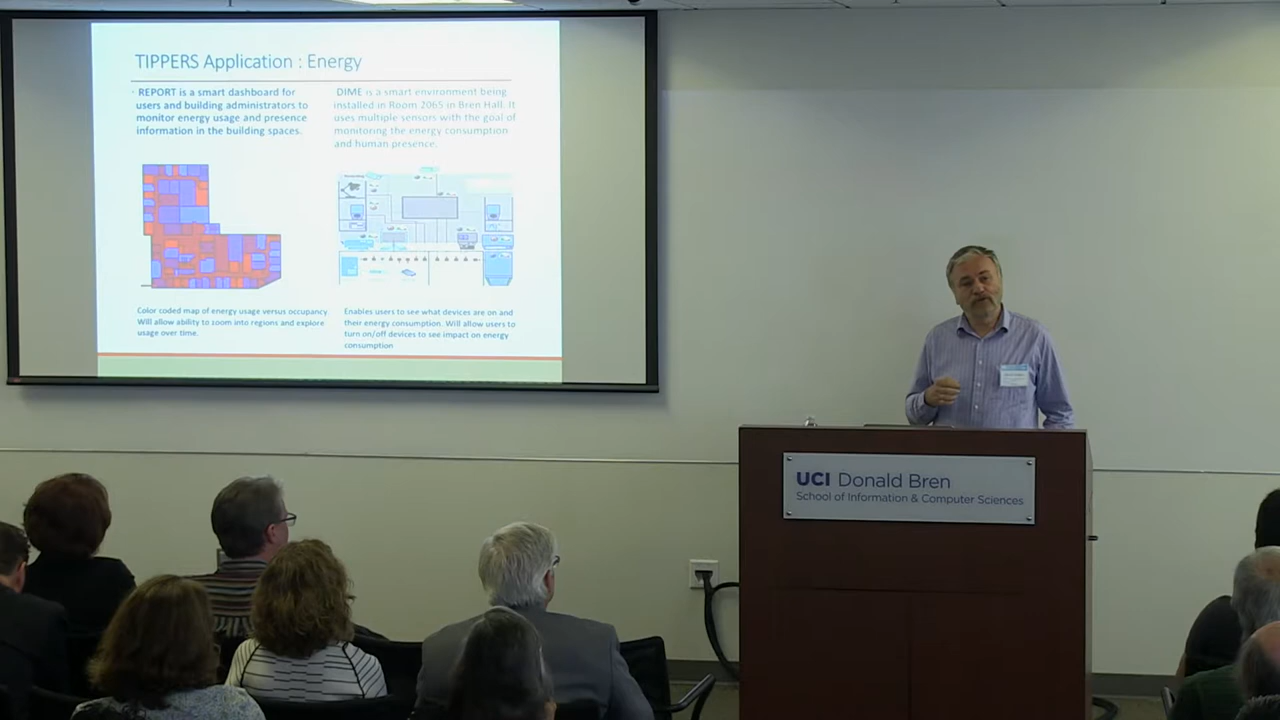 TIPPERS Application : Energy
· REPORT is a smart dashboard for
users and building administrators to
monitor energy usage and presence
information in the building spaces.
DIME is a smart environment being
installed in Room 2065 in Bren Hall. It
uses multiple sensors with the goal of
monitoring the energy consumption
and human presence.
Color coded map of energy usage versus occupancy
Will allow ability to zoom into regions and explore
usage over time.
Enables users to see what devices are on and
their energy consumption. Will allow users to
turn on/off devices to see impact on energy
consumption
UCI Donald Bren
School of Information & Computer Sciences